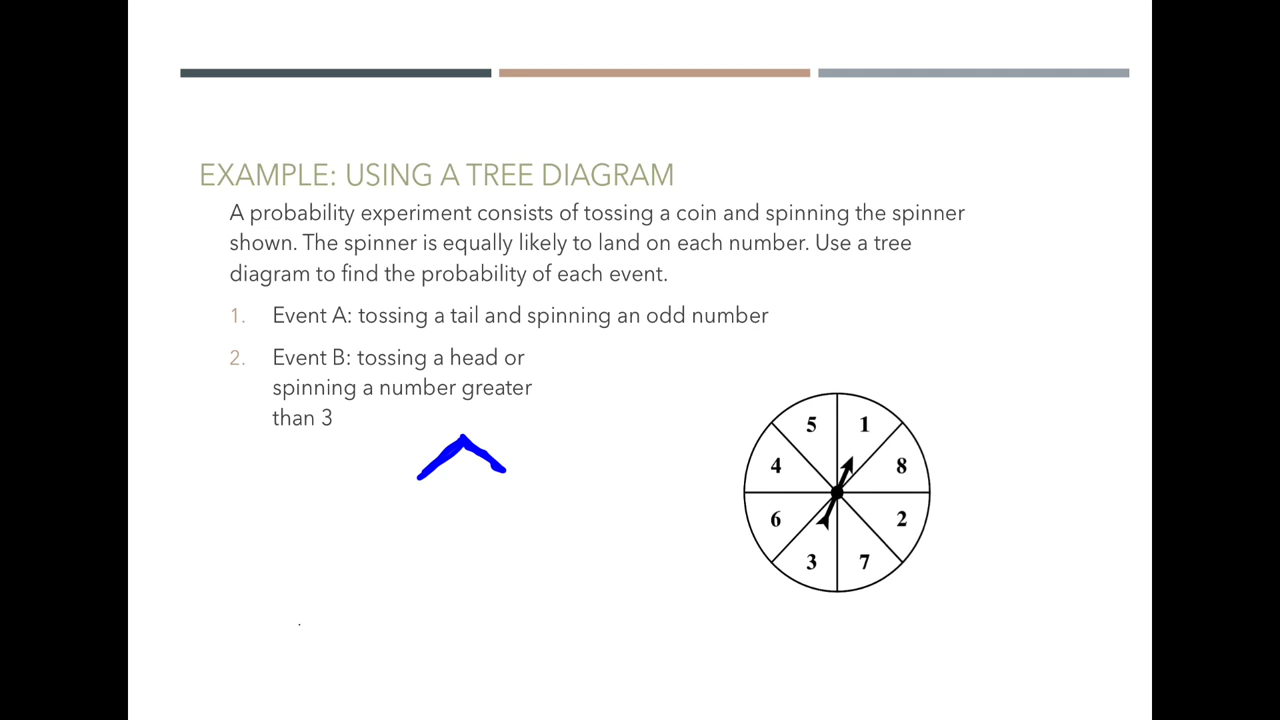 EXAMPLE: USING A TREE DIAGRAM
A probability experiment consists of tossing a coin and spinning the spinner
shown. The spinner is equally likely to land on each number. Use a tree
diagram to find the probability of each event.
1. Event A: tossing a tail and spinning an odd number
2. Event B: tossing a head or
spinning a number greater
than 3
5 1
4 8
6 2
3 7